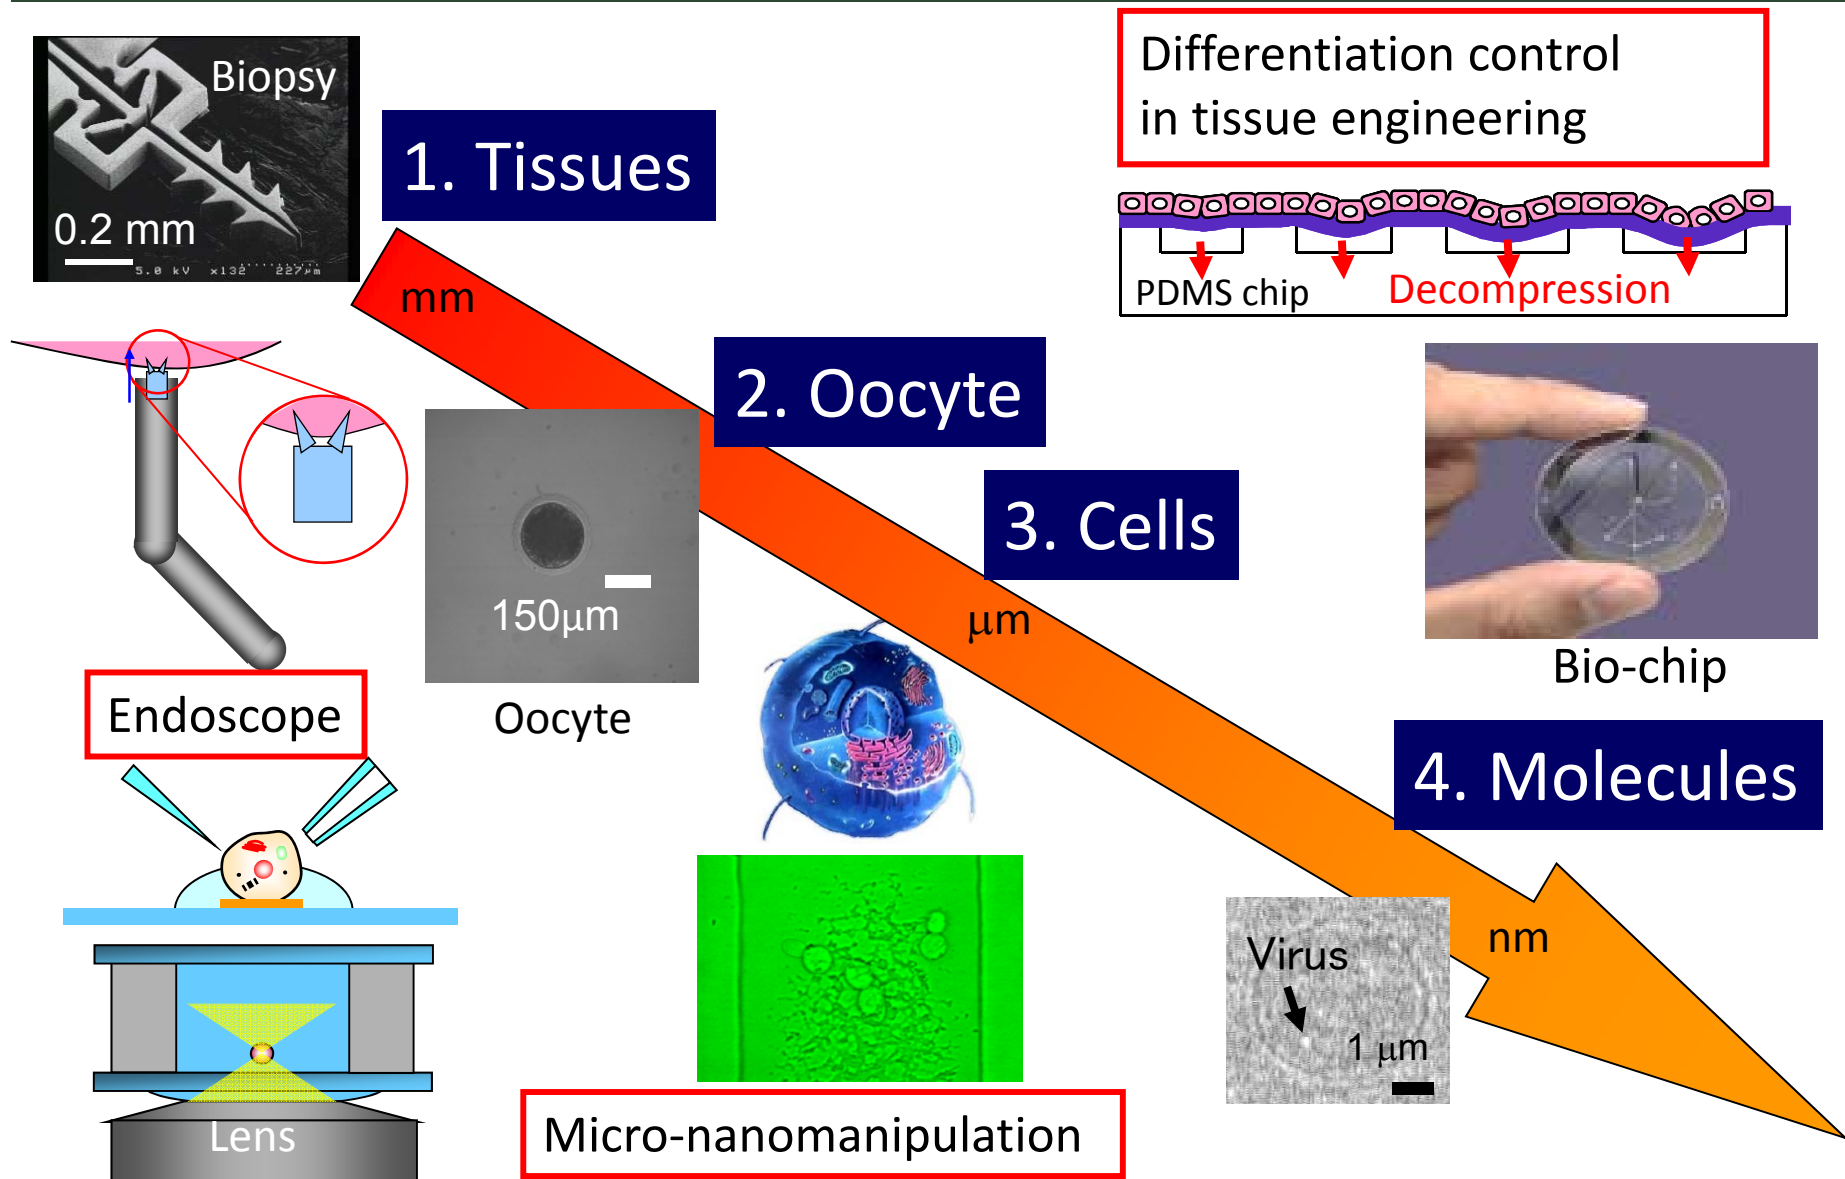 Biopsy
0.2 mm
5.0 kV x132 227μm
1. Tissues
Differentiation control
in tissue engineering
PDMS chip
Decompression
mm
2. Oocyte
3. Cells
150μm
μm
Oocyte
Endoscope
Bio-chip
4. Molecules
Virus
1 μm
nm
Lens
Micro-nanomanipulation